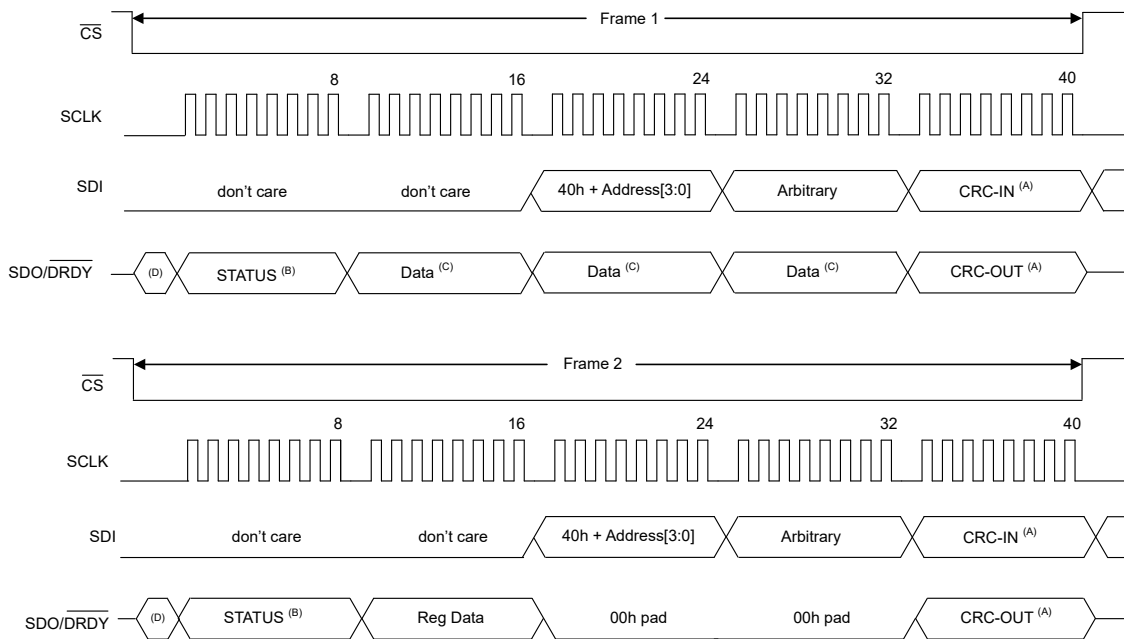 Frame 1
CS
8 16 24 32 40
SCLK
SDI don't care don't care 40h + Address[3:0] Arbitrary CRC-IN (A)
SDO/DRDY (D) STATUS (B) Data (C) Data (C) Data (C) CRC-OUT (A)
Frame 2
CS
8 16 24 32 40
SCLK
SDI don't care don't care 40h + Address[3:0] Arbitrary CRC-IN (A)
SDO/DRDY (D) STATUS (B) Reg Data 00h pad 00h pad CRC-OUT (A)